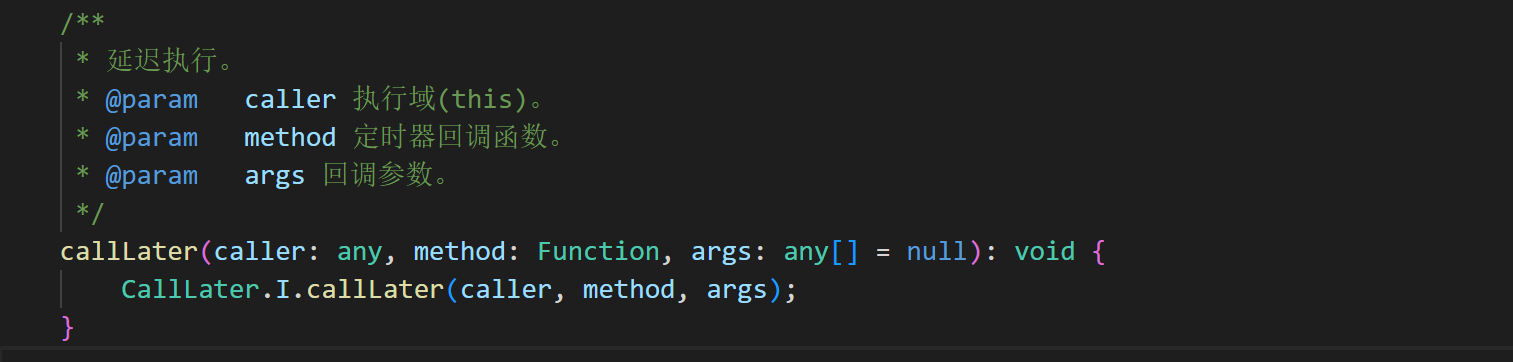 /**
 * 延迟执行。
 * @param   caller 执行域(this)。
 * @param   method 定时器回调函数。
 * @param   args 回调参数。
 */
callLater(caller: any, method: Function, args: any[] = null): void {
    CallLater.I.callLater(caller, method, args);
}